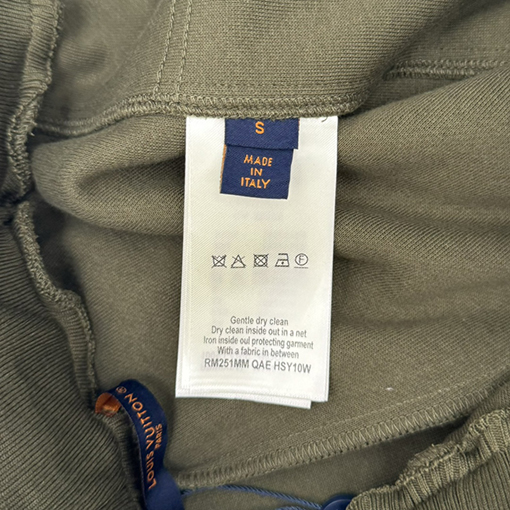 S
MADE
IN
ITALY
Gentle dry clean
Dry clean inside out in a net
Iron inside out protecting garment
With a fabric in between
RM251MM QAE HSY10W
LOUIS VUITTON®
PARIS